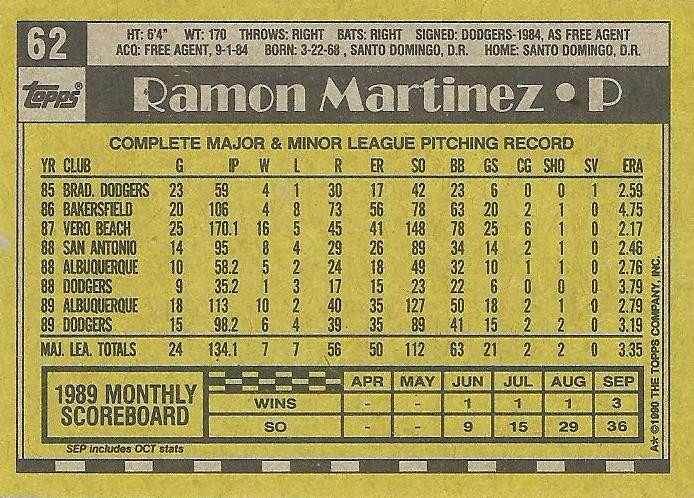 62
HT: 6'4" WT: 170 THROWS: RIGHT BATS: RIGHT SIGNED: DODGERS-1984, AS FREE AGENT
ACQ: FREE AGENT, 9-1-84 BORN: 3-22-68 , SANTO DOMINGO, D.R. HOME: SANTO DOMINGO, D.R.
Topps
Ramon Martinez • P
COMPLETE MAJOR & MINOR LEAGUE PITCHING RECORD
YR CLUB G IP W L R ER SO BB GS CG SHO SV ERA
85 BRAD. DODGERS 23 59 4 1 30 17 42 23 6 0 0 1 2.59
86 BAKERSFIELD 20 106 4 8 73 56 78 63 20 2 1 0 4.75
87 VERO BEACH 25 170.1 16 5 45 41 148 78 25 6 1 0 2.17
88 SAN ANTONIO 14 95 8 4 29 26 89 34 14 2 1 0 2.46
88 ALBUQUERQUE 10 58.2 5 2 24 18 49 32 10 1 1 0 2.76
88 DODGERS 9 35.2 1 3 17 15 23 22 6 0 0 0 3.79
89 ALBUQUERQUE 18 113 10 2 40 35 127 50 18 2 1 0 2.79
89 DODGERS 15 98.2 6 4 39 35 89 41 15 2 2 0 3.19
MAJ. LEA. TOTALS 24 134.1 7 7 56 50 112 63 21 2 2 0 3.35
1989 MONTHLY
SCOREBOARD
APR MAY JUN JUL AUG SEP
WINS - - 1 1 1 3
SO - - 9 15 29 36
SEP includes OCT stats
A* ©1990 THE TOPPS COMPANY, INC.